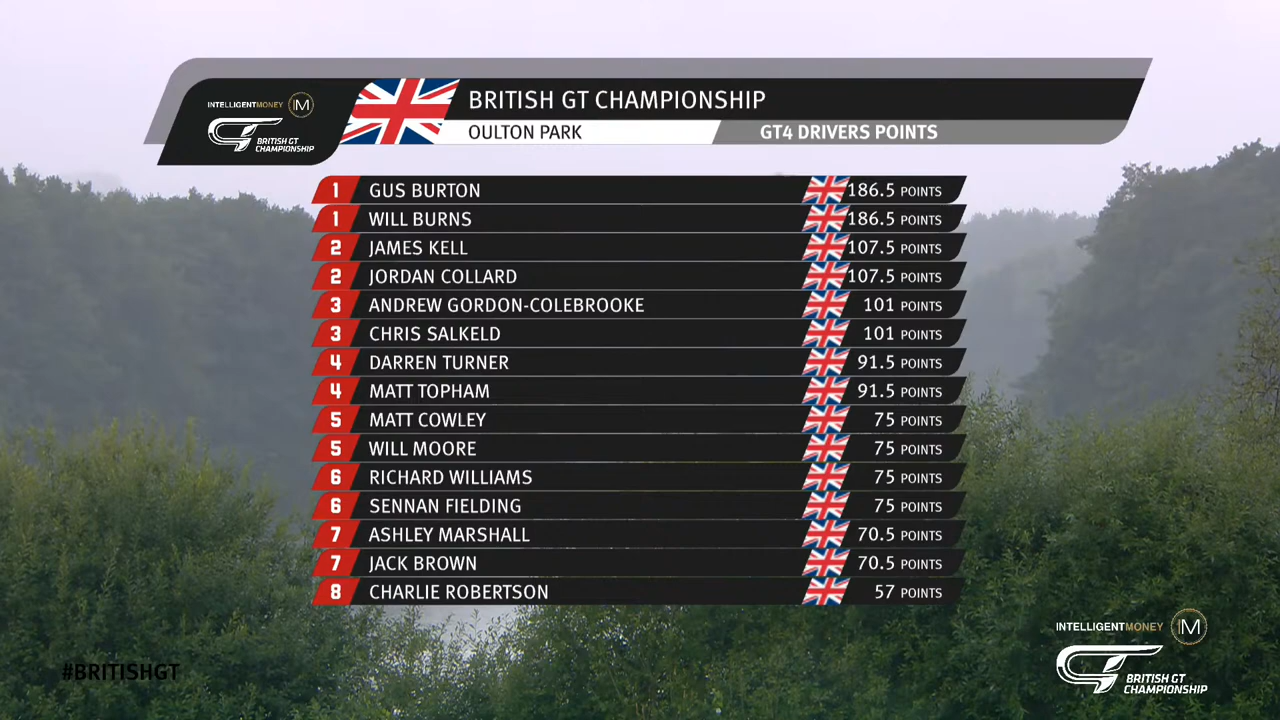 INTELLIGENTMONEY IM
BRITISH GT
CHAMPIONSHIP
BRITISH GT CHAMPIONSHIP
OULTON PARK GT4 DRIVERS POINTS
1 GUS BURTON 186.5 POINTS
1 WILL BURNS 186.5 POINTS
2 JAMES KELL 107.5 POINTS
2 JORDAN COLLARD 107.5 POINTS
3 ANDREW GORDON-COLEBROOKE 101 POINTS
3 CHRIS SALKELD 101 POINTS
4 DARREN TURNER 91.5 POINTS
4 MATT TOPHAM 91.5 POINTS
5 MATT COWLEY 75 POINTS
5 WILL MOORE 75 POINTS
6 RICHARD WILLIAMS 75 POINTS
6 SENNAN FIELDING 75 POINTS
7 ASHLEY MARSHALL 70.5 POINTS
7 JACK BROWN 70.5 POINTS
8 CHARLIE ROBERTSON 57 POINTS
#BRITISHGT
INTELLIGENTMONEY IM
BRITISH GT
CHAMPIONSHIP